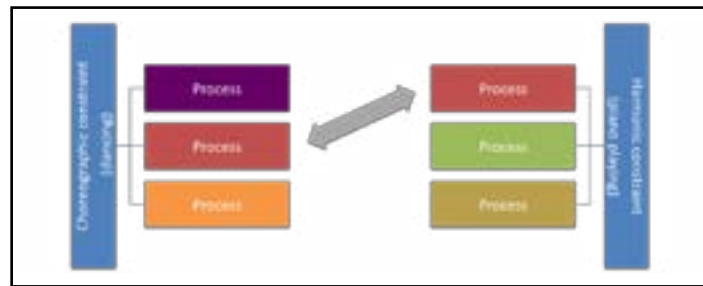 Choreographic constraint
(dancing)
Process
Process
Process
Process
Process
Process
Harmonic constraint
(piano playing)